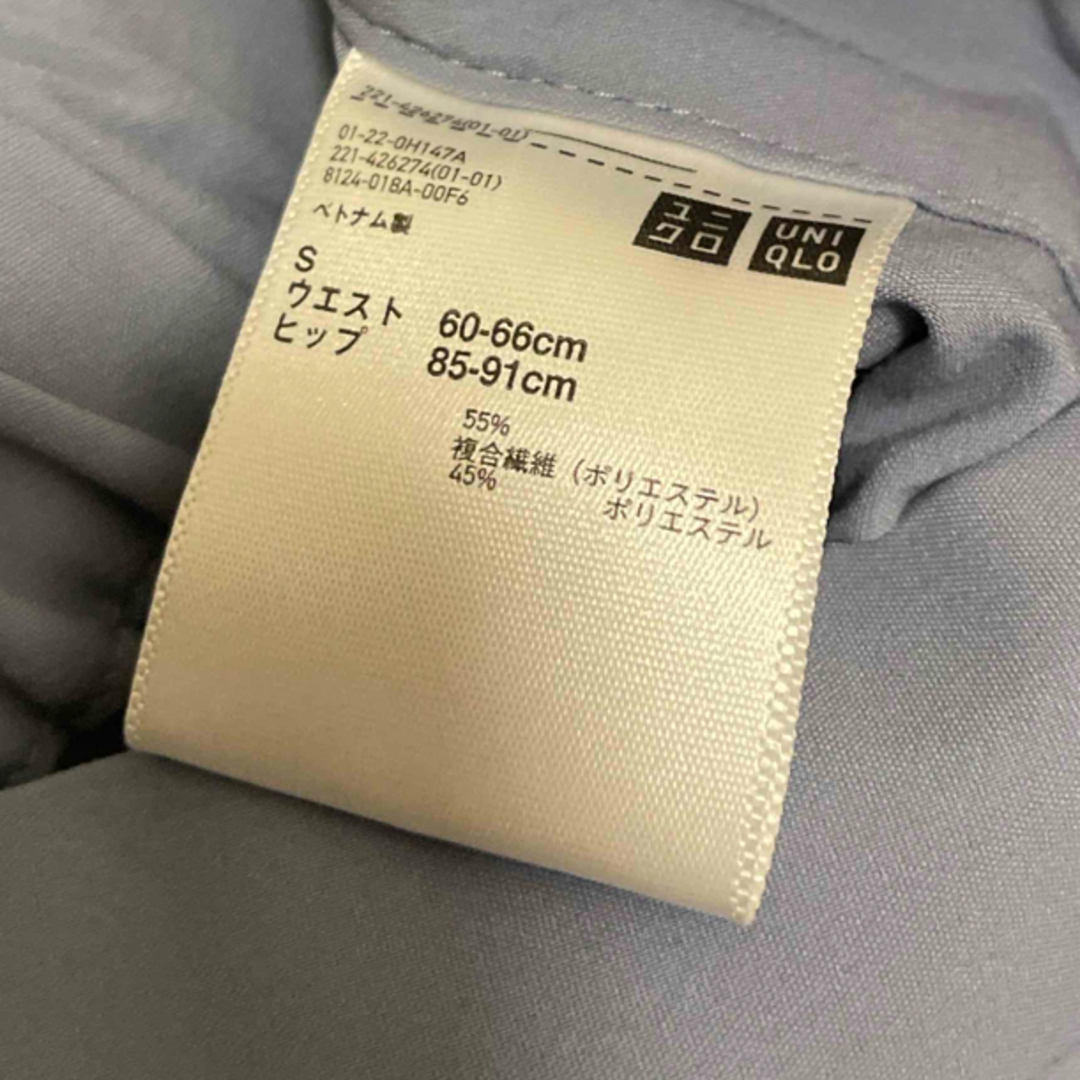 01-22-0H147A
221-426274(01-01)
8124-01BA-00F6
ベトナム製
ユニ
クロ
UNI
QLO
S
ウエスト 60-66cm
ヒップ 85-91cm
55%
複合繊維(ポリエステル)
45%
ポリエステル